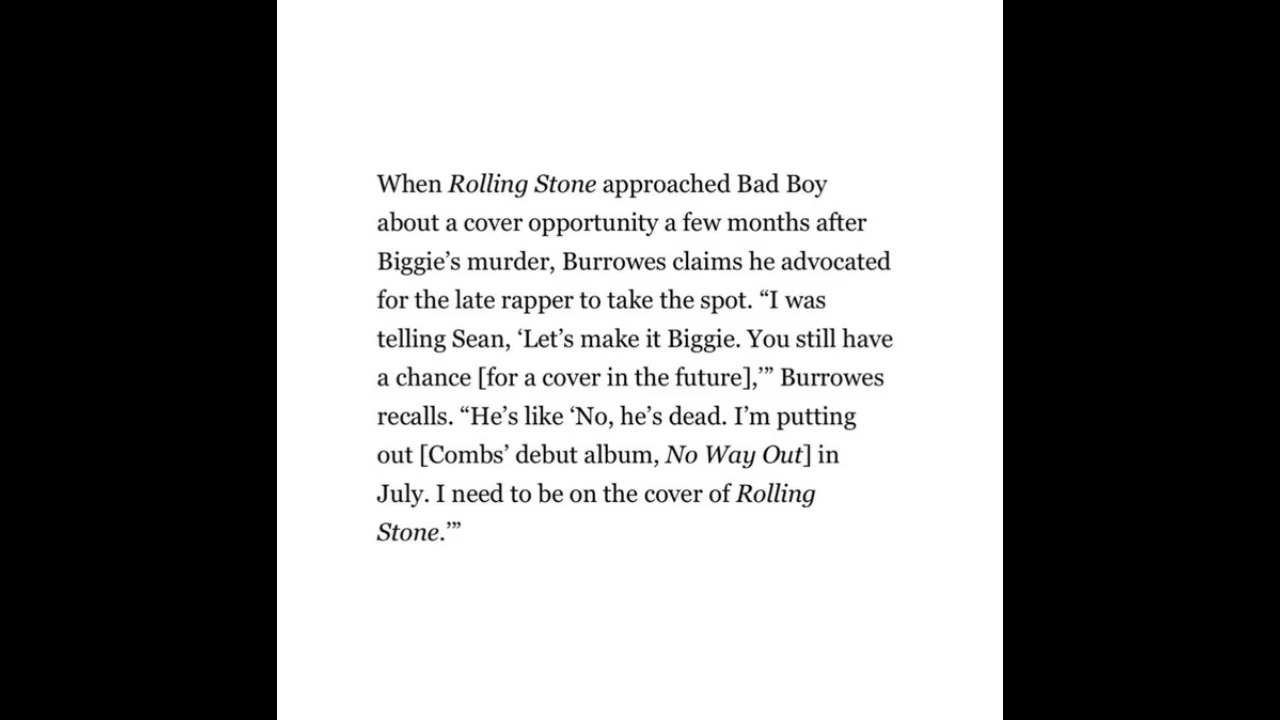 When Rolling Stone approached Bad Boy
about a cover opportunity a few months after
Biggie’s murder, Burrowes claims he advocated
for the late rapper to take the spot. “I was
telling Sean, ‘Let’s make it Biggie. You still have
a chance [for a cover in the future],’” Burrowes
recalls. “He’s like ‘No, he’s dead. I’m putting
out [Combs’ debut album, No Way Out] in
July. I need to be on the cover of Rolling
Stone.’”